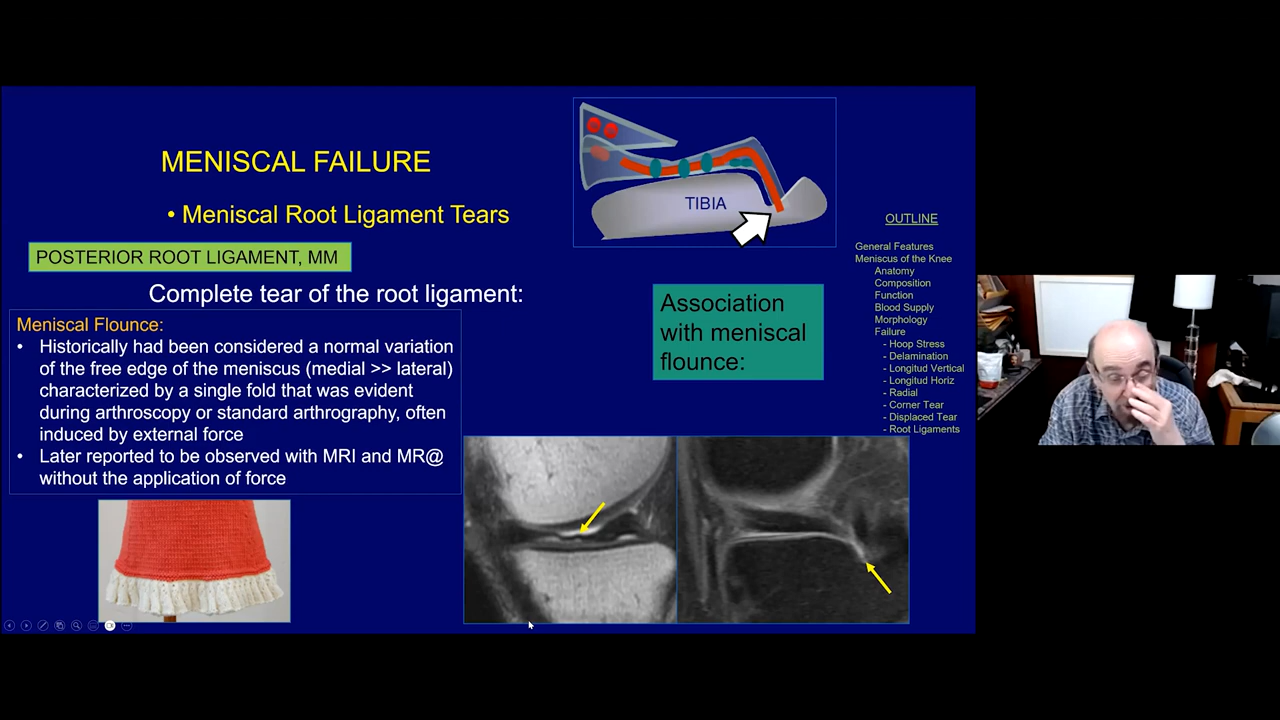 MENISCAL FAILURE
• Meniscal Root Ligament Tears
POSTERIOR ROOT LIGAMENT, MM
Complete tear of the root ligament:
Meniscal Flounce:
• Historically had been considered a normal variation
of the free edge of the meniscus (medial >> lateral)
characterized by a single fold that was evident
during arthroscopy or standard arthrography, often
induced by external force
• Later reported to be observed with MRI and MR@
without the application of force
TIBIA
Association
with meniscal
flounce:
OUTLINE
General Features
Meniscus of the Knee
Anatomy
Composition
Function
Blood Supply
Morphology
Failure
- Hoop Stress
- Delamination
- Longitud Vertical
- Longitud Horiz
- Radial
- Corner Tear
- Displaced Tear
- Root Ligaments